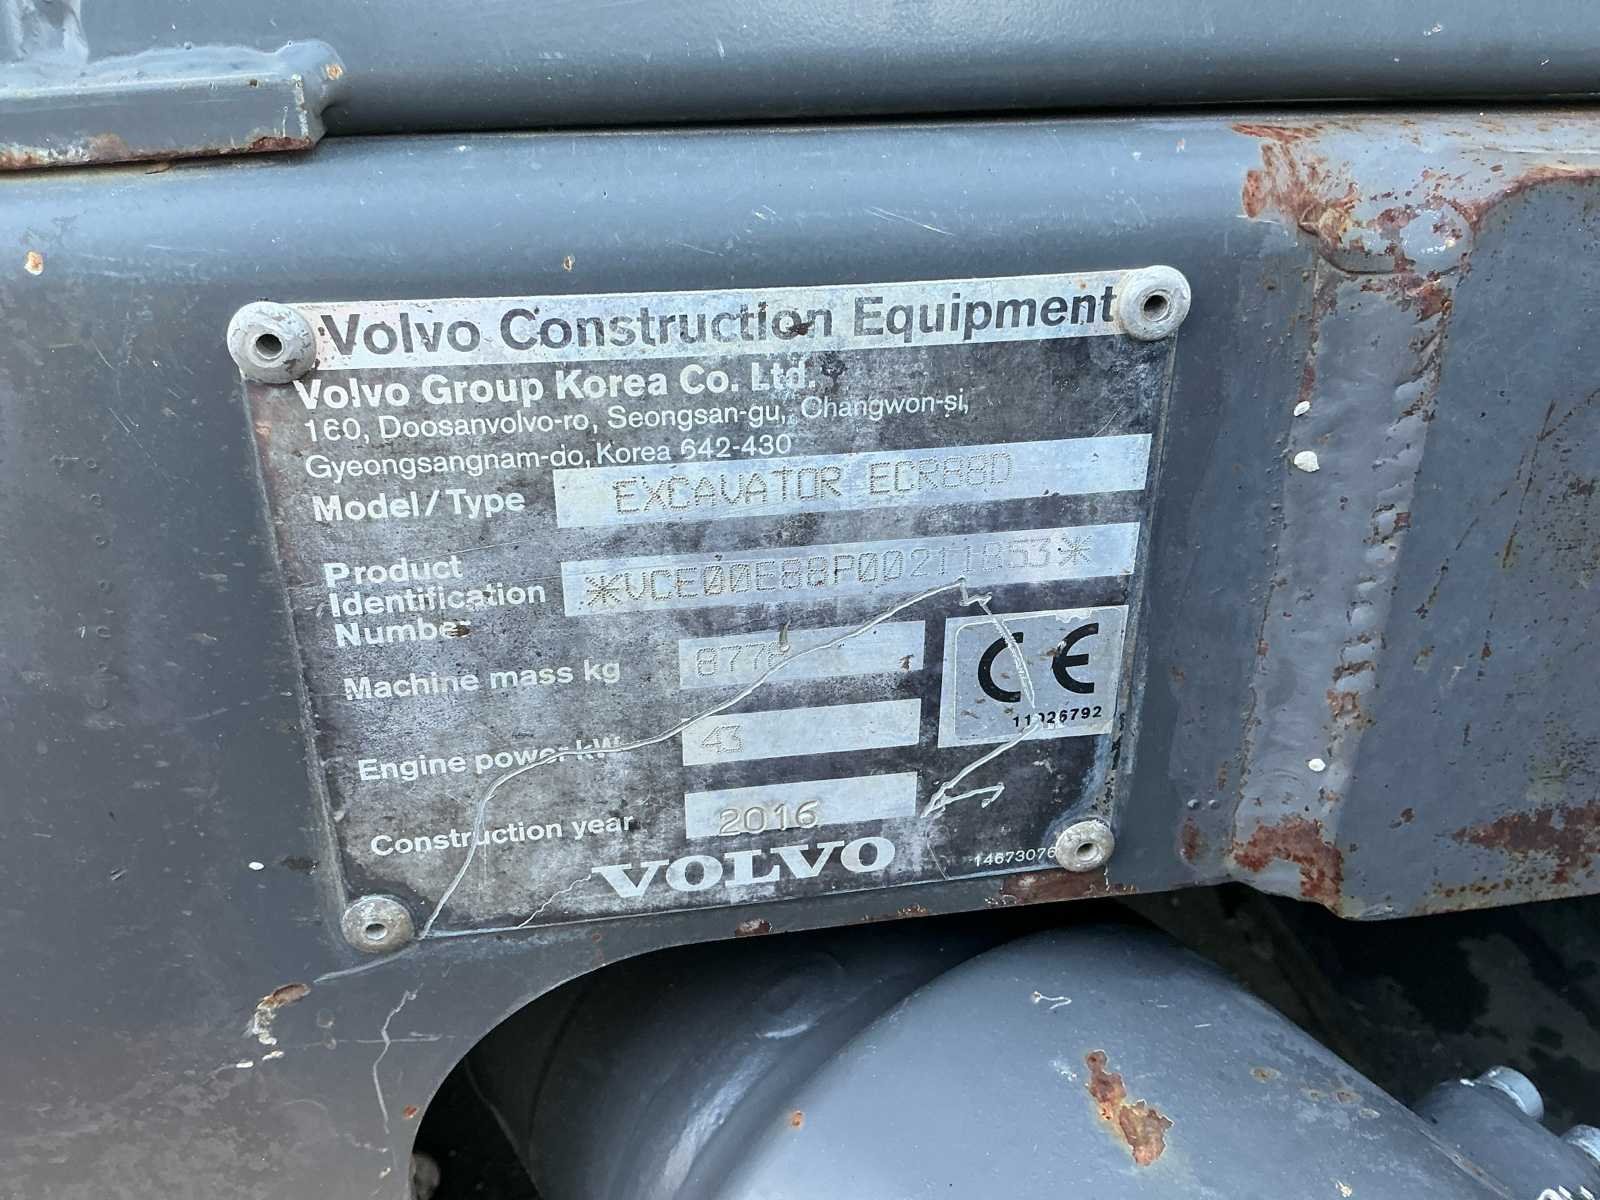 Volvo Construction Equipment
Volvo Group Korea Co. Ltd.
160, Doosanvolvo-ro, Seongsan-gu, Changwon-si,
Gyeongsangnam-do, Korea 642-430
Model/Type EXCAVATOR ECR88D
Product
Identification *VCE00E88P00211853*
Number
Machine mass kg
Engine power kW 43
Construction year 2016
CE
11026792
VOLVO
14673076